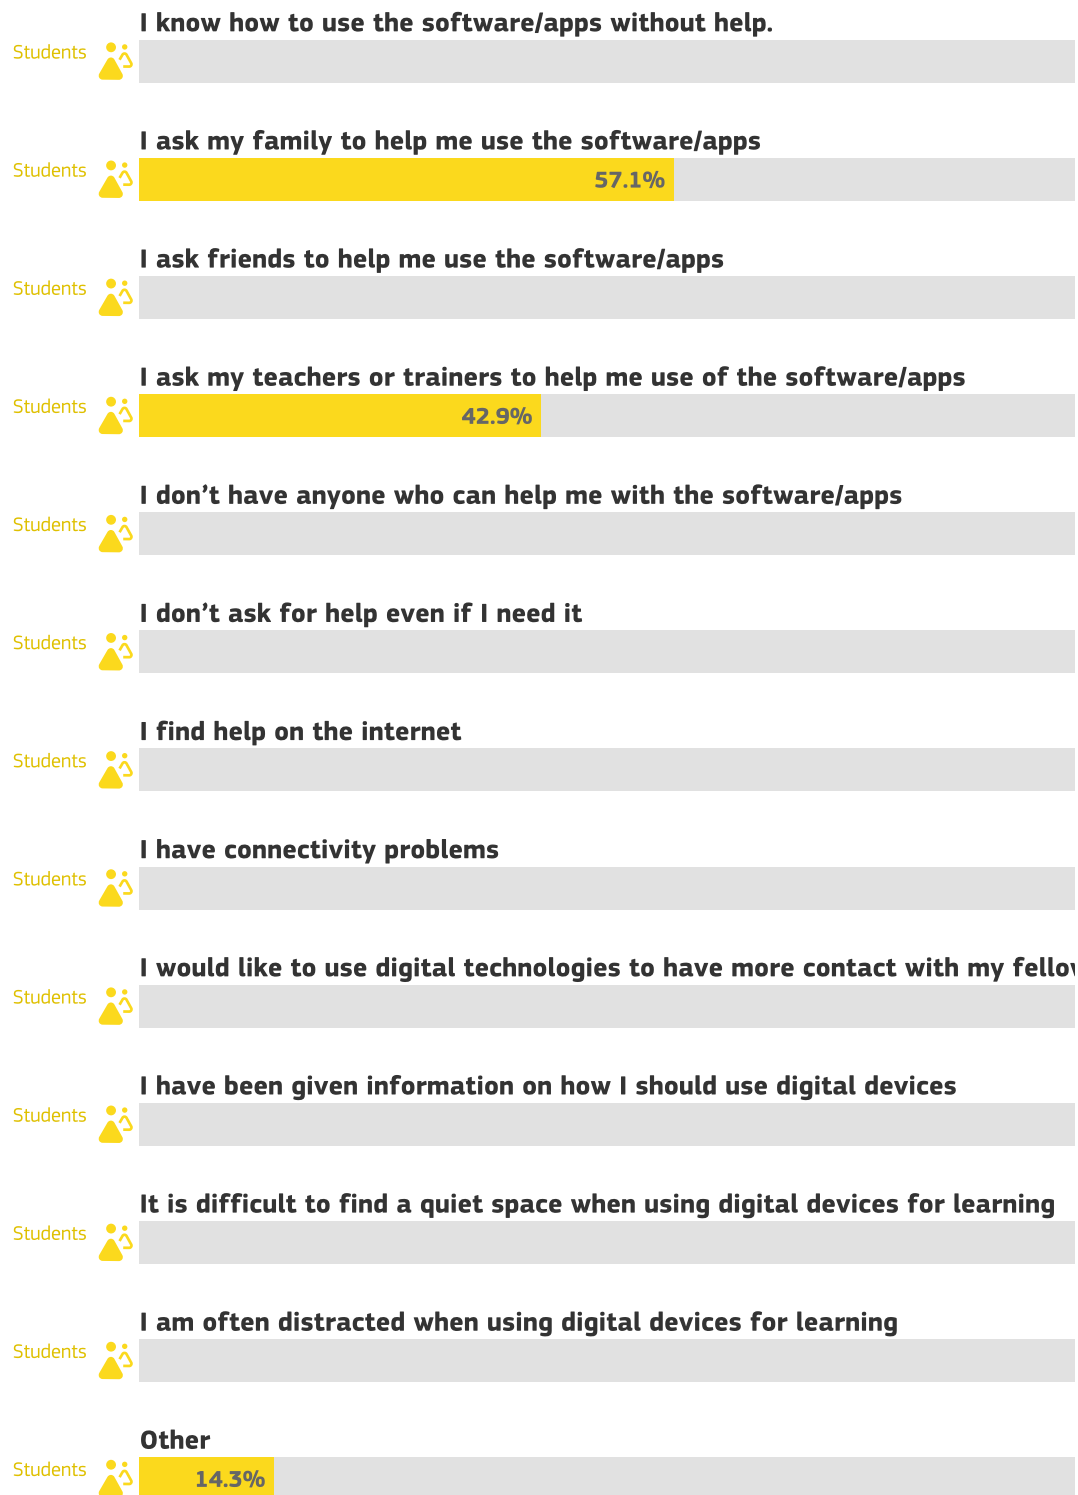 I know how to use the software/apps without help.
Students
I ask my family to help me use the software/apps
Students
57.1%
I ask friends to help me use the software/apps
Students
I ask my teachers or trainers to help me use of the software/apps
Students
42.9%
I don’t have anyone who can help me with the software/apps
Students
I don’t ask for help even if I need it
Students
I find help on the internet
Students
I have connectivity problems
Students
I would like to use digital technologies to have more contact with my
Students
I have been given information on how I should use digital devices
Students
It is difficult to find a quiet space when using digital devices for learning
Students
I am often distracted when using digital devices for learning
Students
Other
Students
14.3%